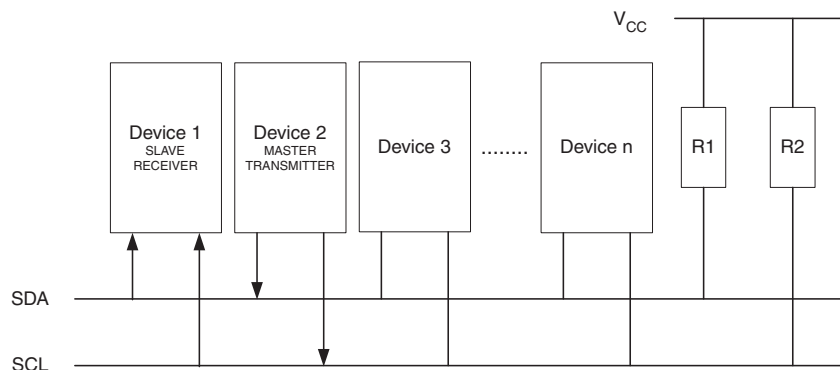 V_CC
Device 1
SLAVE
RECEIVER
Device 2
MASTER
TRANSMITTER
Device 3
........
Device n
R1
R2
SDA
SCL